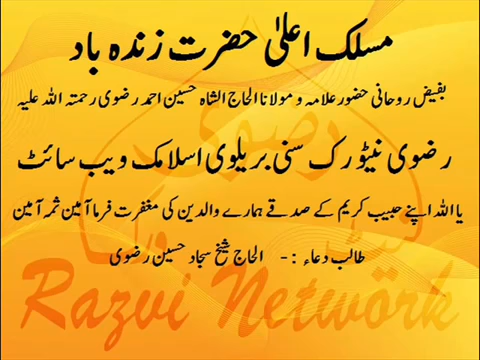 مسلک اعلیٰ حضرت زندہ باد
بفیض روحانی حضور علامہ و مولانا الحاج الشاہ حسین احمد رضوی رحمتہ اللہ علیہ
رضوی نیٹورک سنی بریلوی اسلامک ویب سائٹ
یا اللہ اپنے حبیب کریم کے صدقے ہمارے والدین کی مغفرت فرما آمین ثمہ آمین
طالب دعاء :- الحاج شیخ سجاد حسین رضوی
Razvi Network